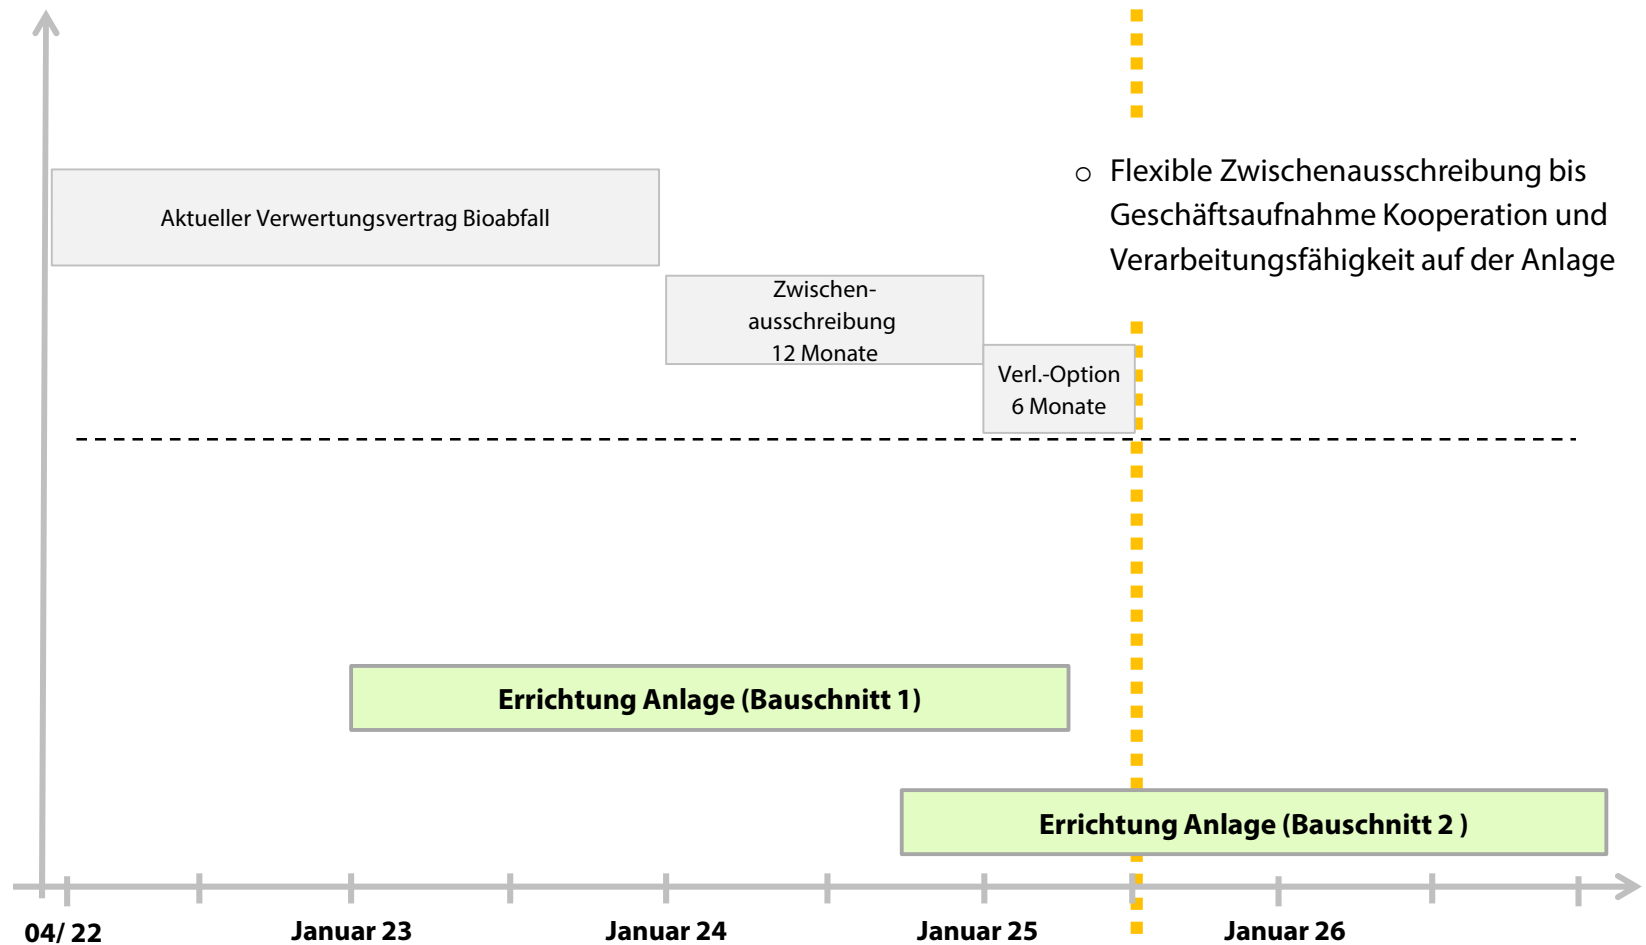 ○ Flexible Zwischenausschreibung bis
Geschäftsaufnahme Kooperation und
Verarbeitungsfähigkeit auf der Anlage
Aktueller Verwertungsvertrag Bioabfall
Zwischen-
ausschreibung
12 Monate
Verl.-Option
6 Monate
Errichtung Anlage (Bauschnitt 1)
Errichtung Anlage (Bauschnitt 2 )
04/ 22
Januar 23
Januar 24
Januar 25
Januar 26